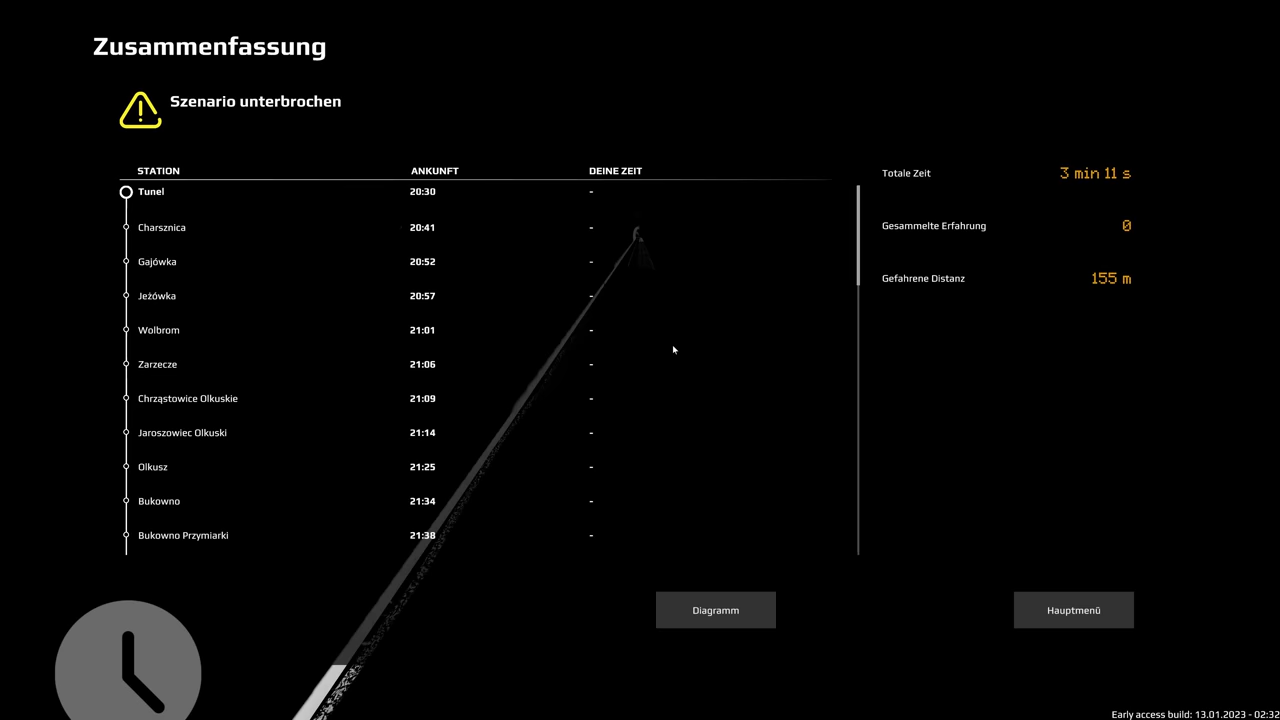 Zusammenfassung
Szenario unterbrochen
STATION ANKUNFT DEINE ZEIT
Tunel 20:30 -
Charsznica 20:41 -
Gajówka 20:52 -
Jeżówka 20:57 -
Wolbrom 21:01 -
Zarzecze 21:06 -
Chrząstowice Olkuskie 21:09 -
Jaroszowiec Olkuski 21:14 -
Olkusz 21:25 -
Bukowno 21:34 -
Bukowno Przymiarki 21:38 -
Totale Zeit 3 min 11 s
Gesammelte Erfahrung 0
Gefahrene Distanz 155 m
Diagramm
Hauptmenü
Early access build: 13.01.2023 - 02:32